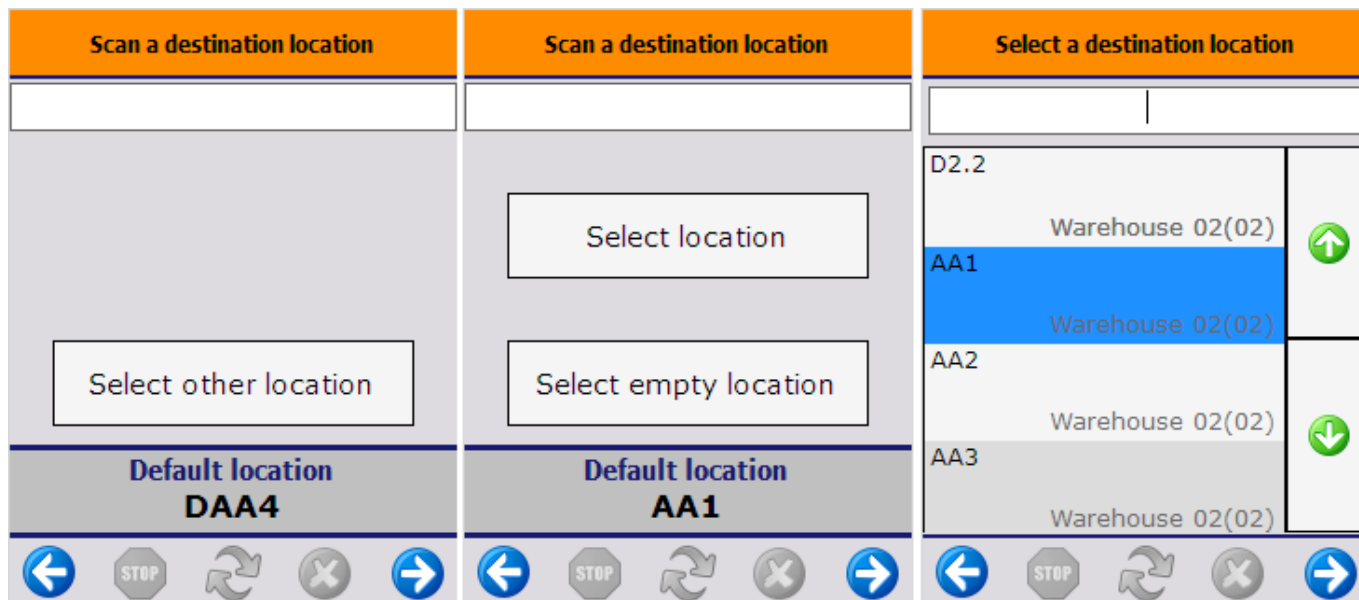 Scan a destination location
Select other location
Default location
DAA4
STOP
Scan a destination location
Select location
Select empty location
Default location
AA1
STOP
Select a destination location
D2.2
Warehouse 02(02)
AA1
Warehouse 02(02)
AA2
Warehouse 02(02)
AA3
Warehouse 02(02)
STOP